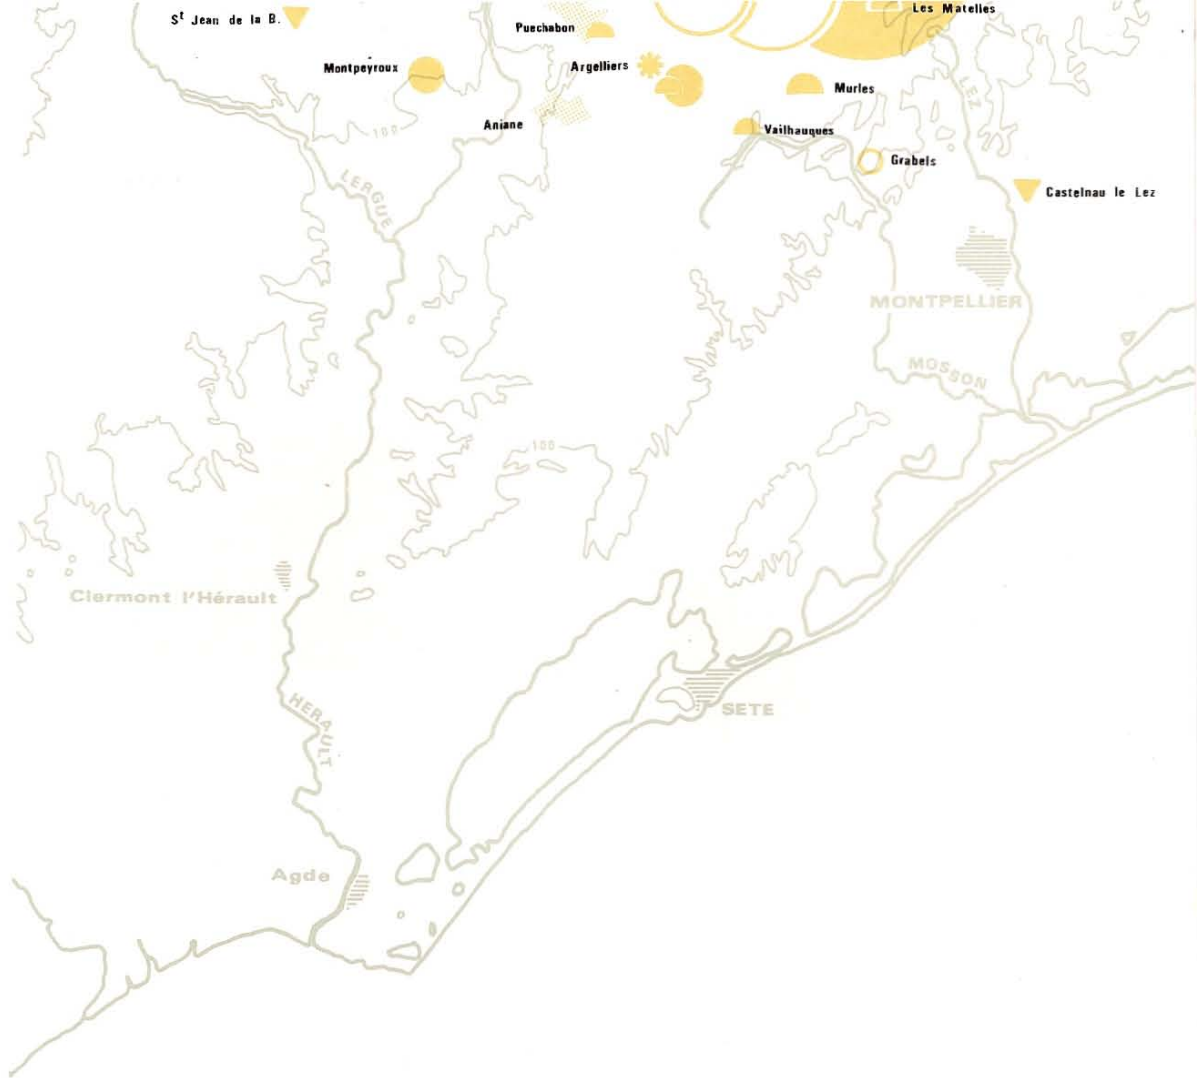 Les Matelles
St Jean de la B.
Puechabon
Montpeyroux
Argelliers
Murles
LEZ
Aniane
100
Vailhauques
Grabels
LERGUE
Castelnau le Lez
MONTPELLIER
MOSSON
100
Clermont l'Hérault
HERAULT
SETE
Agde